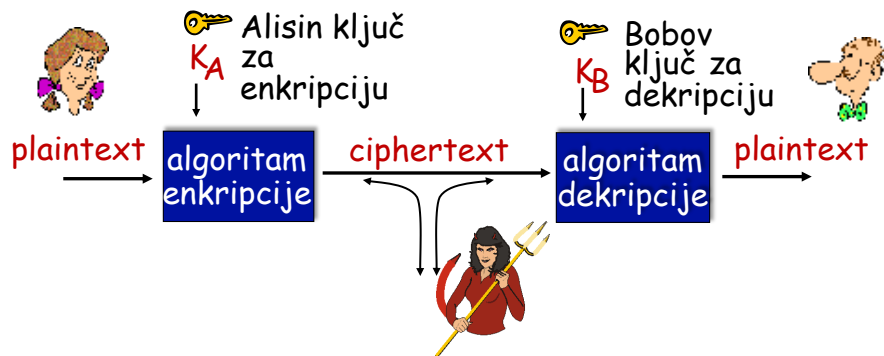 Alisin ključ
za
enkripciju
K_A
Bobov
ključ za
dekripciju
K_B
plaintext
algoritam
enkripcije
ciphertext
algoritam
dekripcije
plaintext